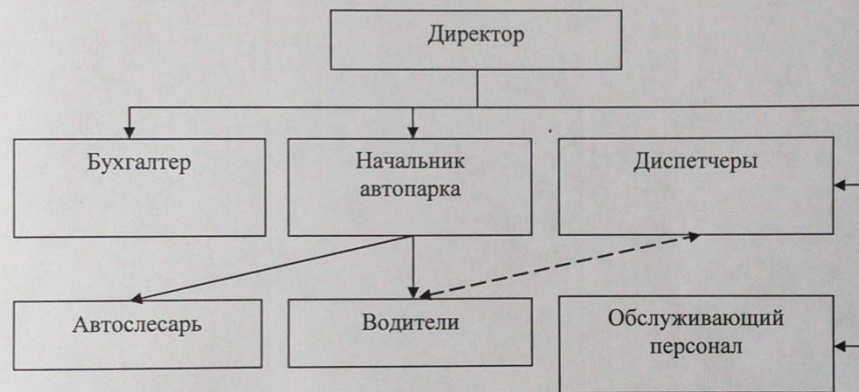 Директор
Бухгалтер
Начальник
автопарка
Диспетчеры
Автослесарь
Водители
Обслуживающий
персонал